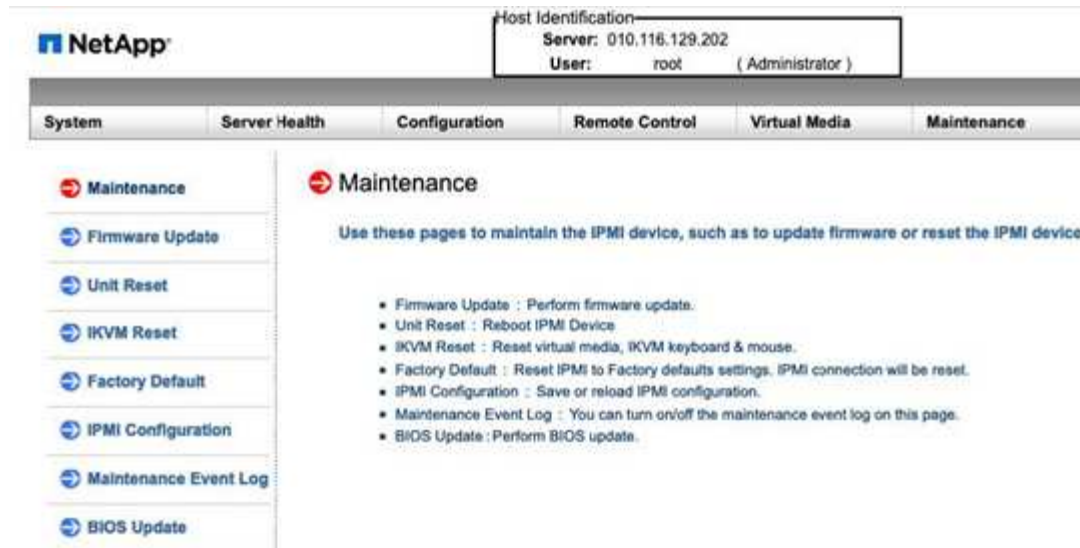 NetApp
Host Identification
Server: 010.116.129.202
User: root ( Administrator )
System Server Health Configuration Remote Control Virtual Media Maintenance
Maintenance
Firmware Update
Unit Reset
IKVM Reset
Factory Default
IPMI Configuration
Maintenance Event Log
BIOS Update
Maintenance
Use these pages to maintain the IPMI device, such as to update firmware or reset the IPMI device
Firmware Update : Perform firmware update.
Unit Reset : Reboot IPMI Device
IKVM Reset : Reset virtual media, IKVM keyboard & mouse.
Factory Default : Reset IPMI to Factory defaults settings. IPMI connection will be reset.
IPMI Configuration : Save or reload IPMI configuration.
Maintenance Event Log : You can turn on/off the maintenance event log on this page.
BIOS Update : Perform BIOS update.